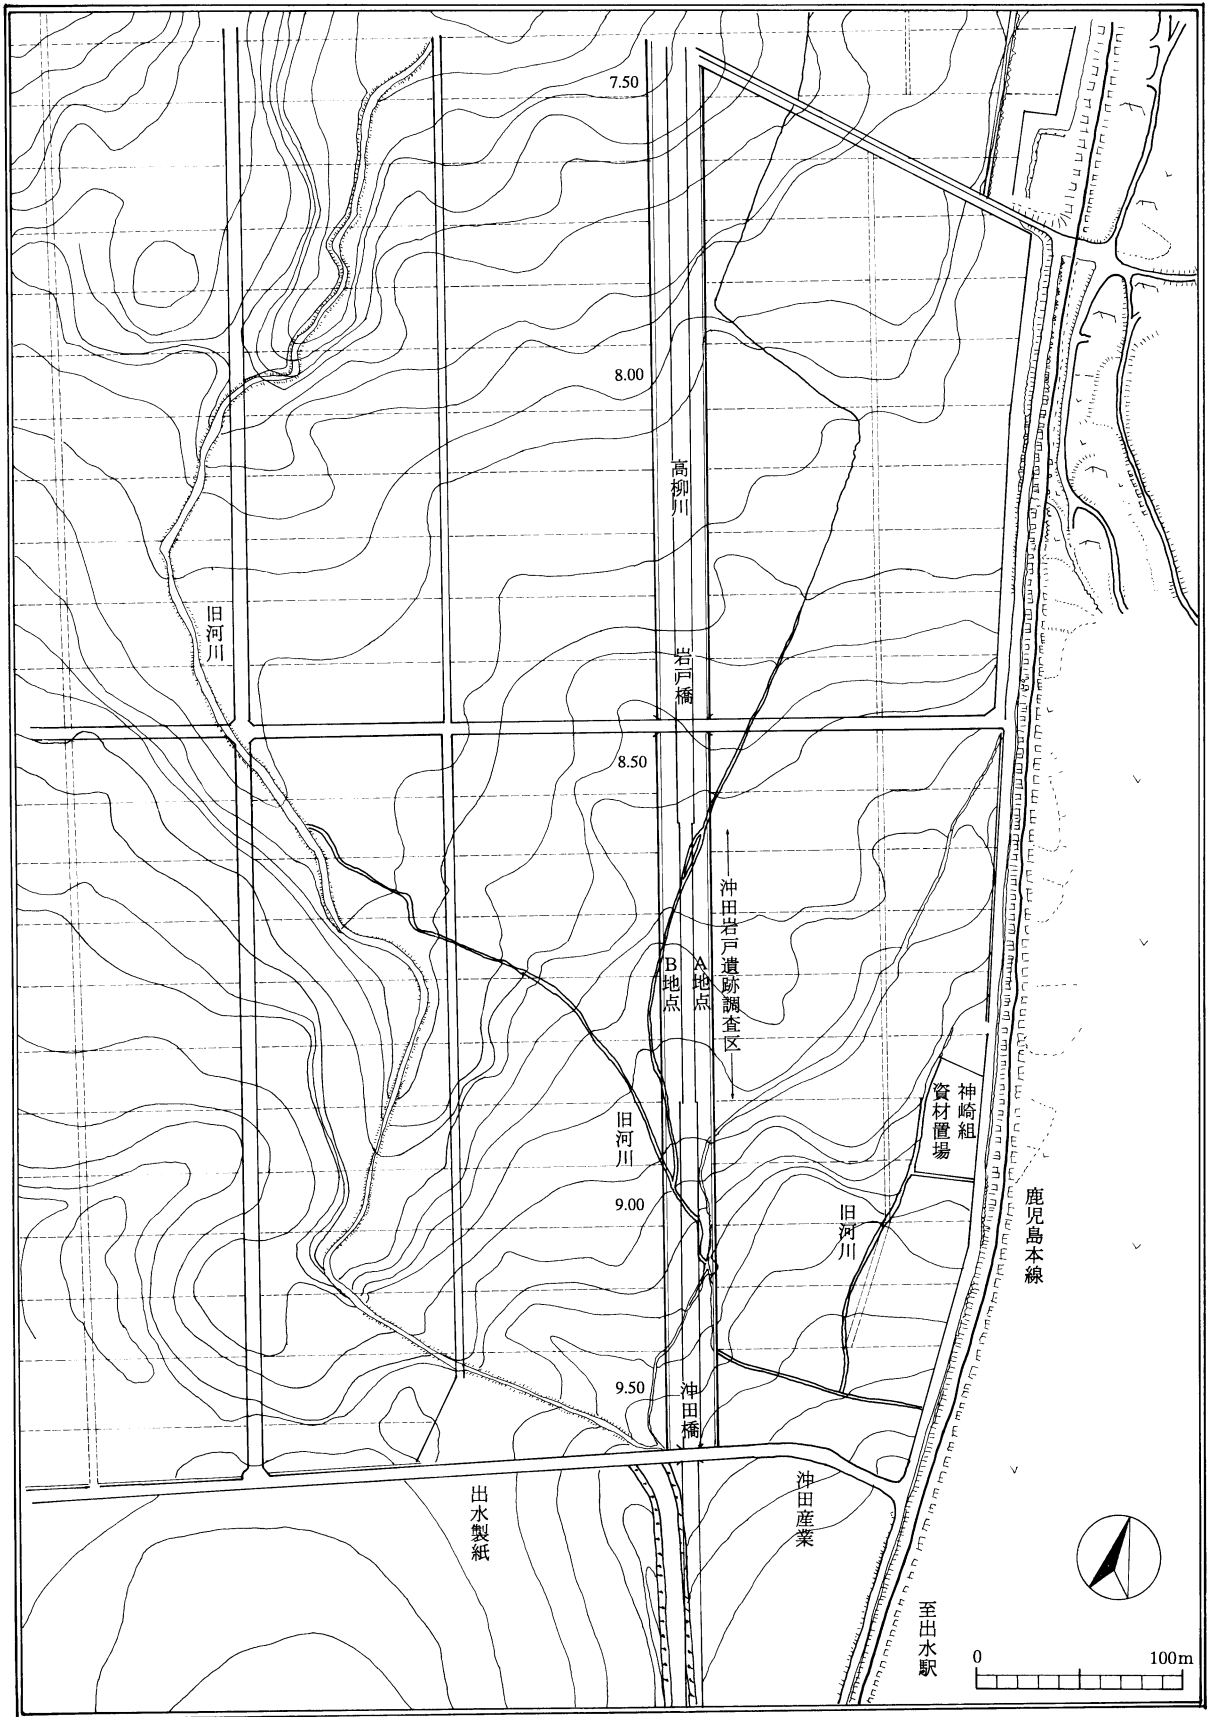 7.50
8.00
高柳川
旧河川
岩戸橋
8.50
沖田岩戸遺跡調査区
A地点
B地点
神崎組
資材置場
旧河川
旧河川
9.00
鹿児島本線
9.50
沖田橋
沖田産業
出水製紙
至出水駅
0
100m